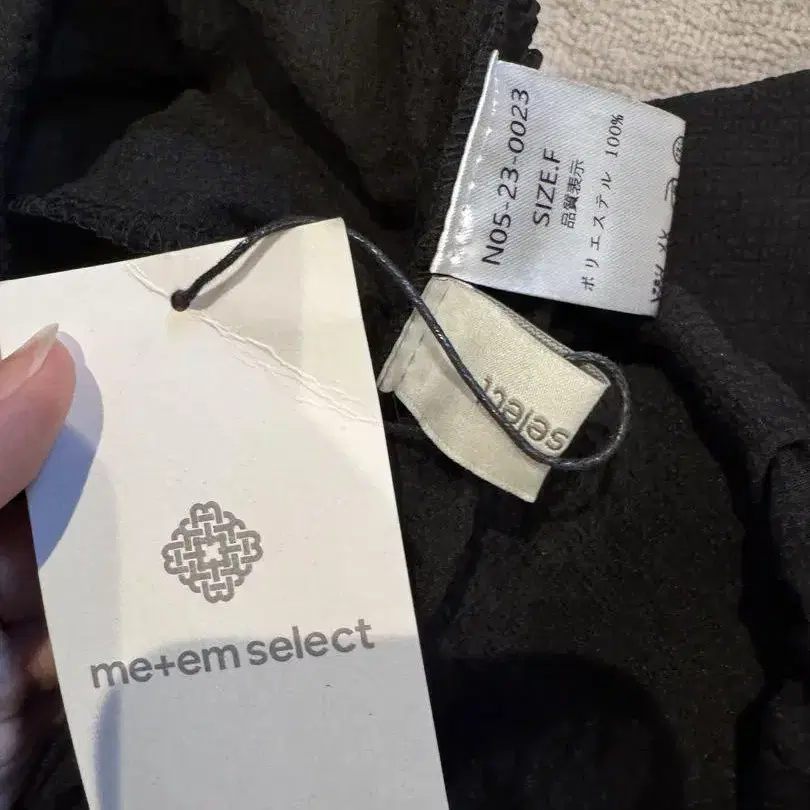 N05-23-0023
SIZE.F
品質表示
ポリエステル 100%
select
me+em select